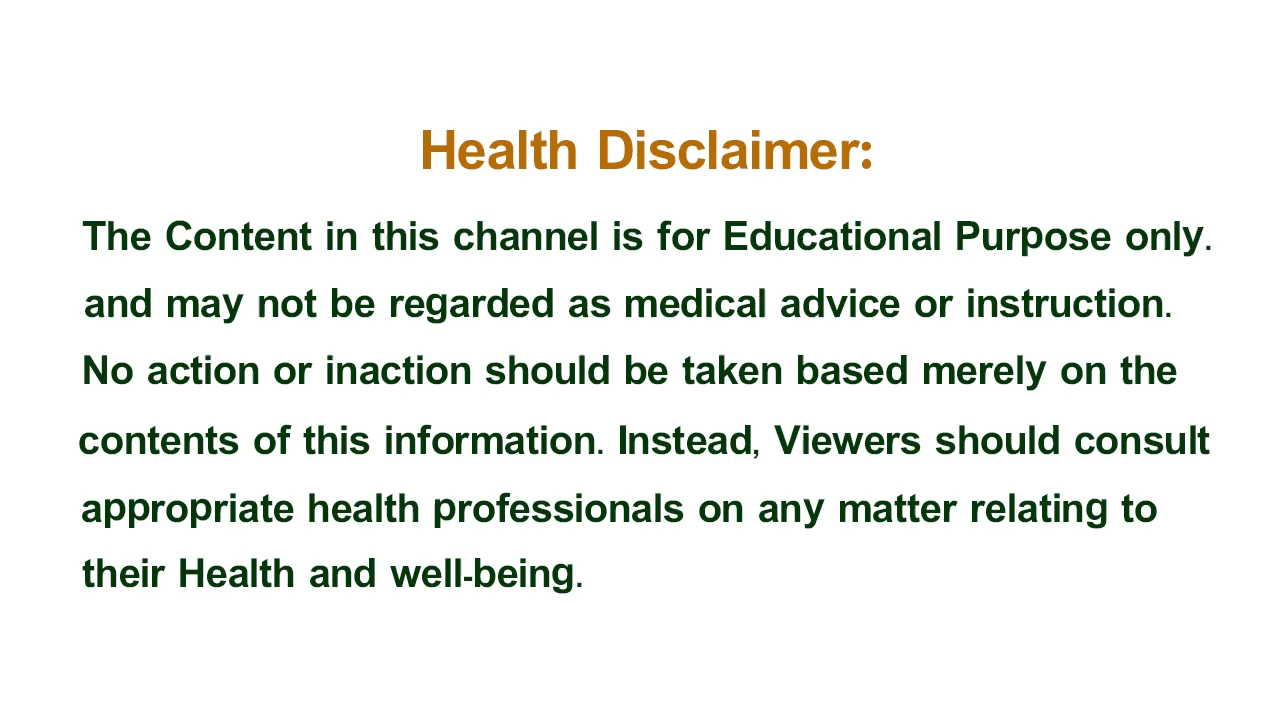 Health Disclaimer:
The Content in this channel is for Educational Purpose only.
and may not be regarded as medical advice or instruction.
No action or inaction should be taken based merely on the
contents of this information. Instead, Viewers should consult
appropriate health professionals on any matter relating to
their Health and well-being.